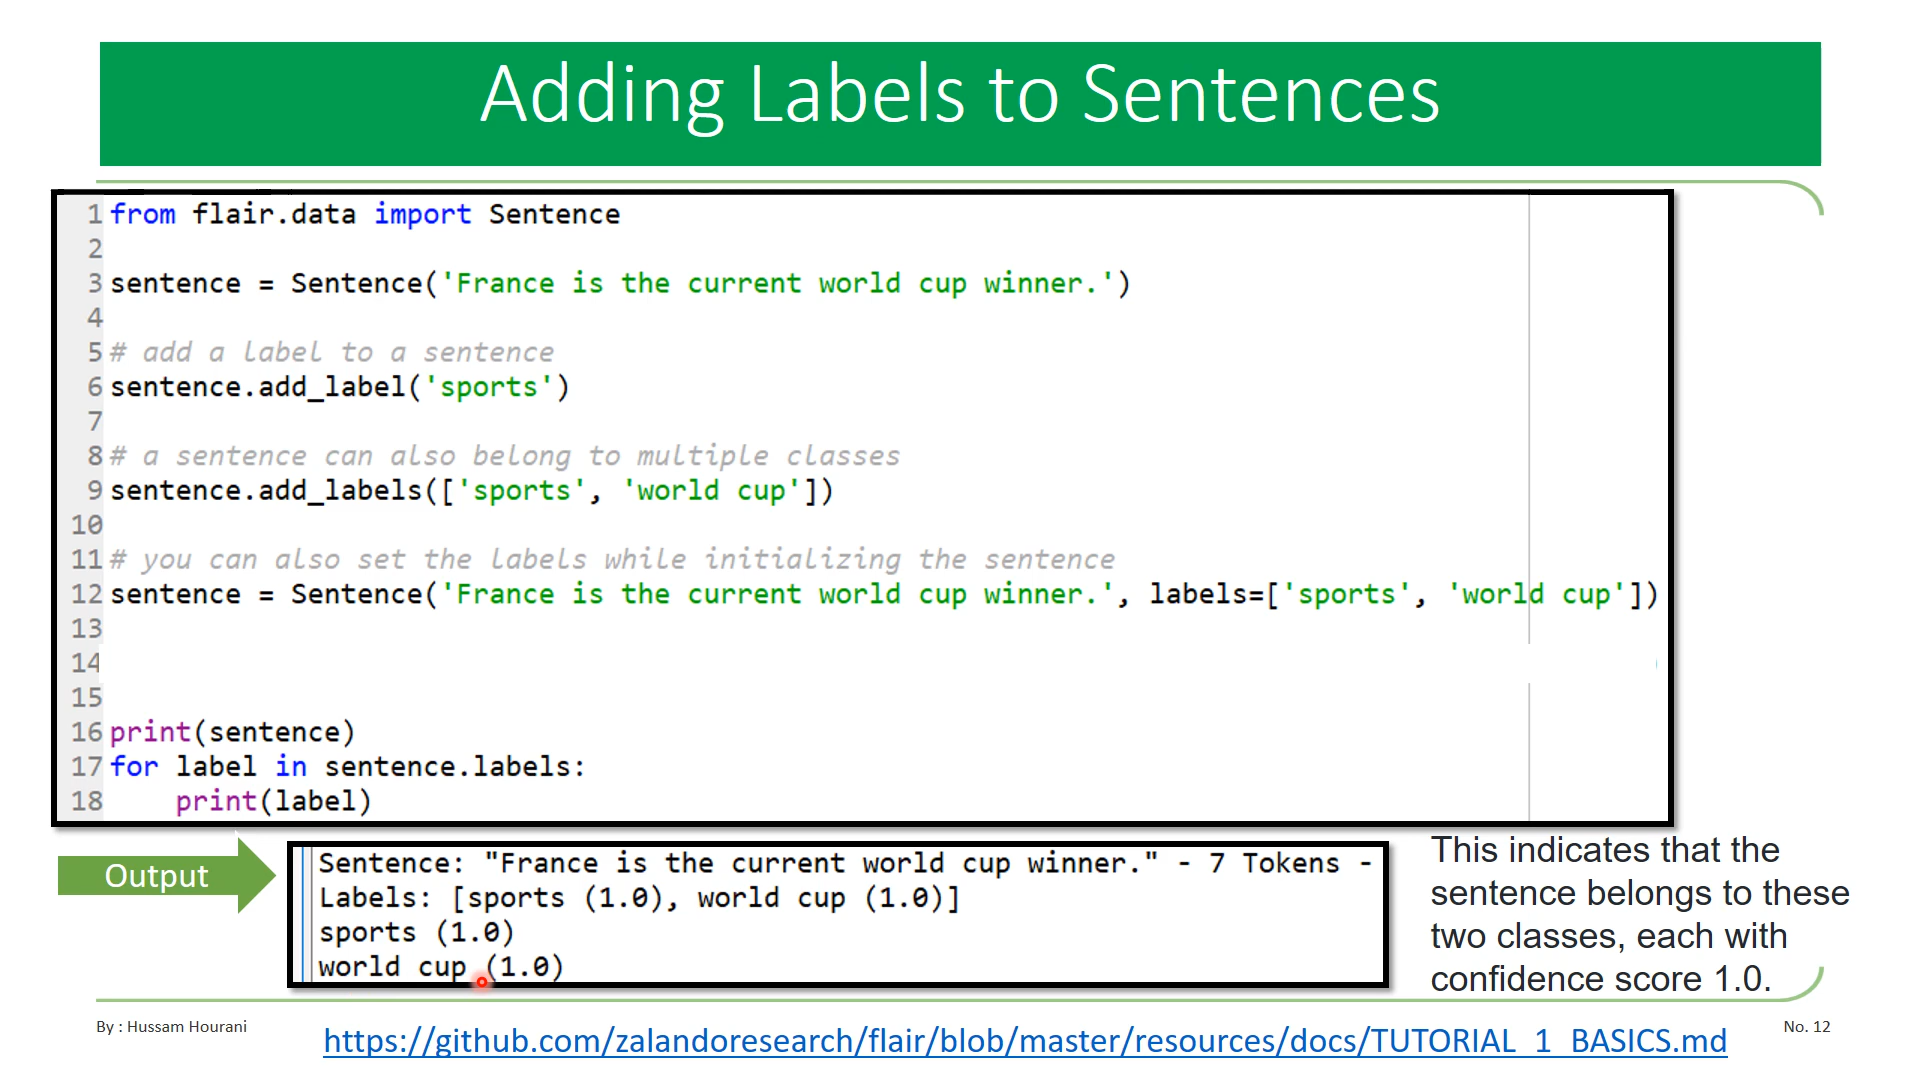 Adding Labels to Sentences
1 from flair.data import Sentence
2
3 sentence = Sentence('France is the current world cup winner.')
4
5 # add a label to a sentence
6 sentence.add_label('sports')
7
8 # a sentence can also belong to multiple classes
9 sentence.add_labels(['sports', 'world cup'])
10
11 # you can also set the labels while initializing the sentence
12 sentence = Sentence('France is the current world cup winner.', labels=['sports', 'world cup'])
13
14
15
16 print(sentence)
17 for label in sentence.labels:
18     print(label)
Output
Sentence: "France is the current world cup winner." - 7 Tokens -
Labels: [sports (1.0), world cup (1.0)]
sports (1.0)
world cup (1.0)
This indicates that the
sentence belongs to these
two classes, each with
confidence score 1.0.
By : Hussam Hourani
https://github.com/zalandoresearch/flair/blob/master/resources/docs/TUTORIAL_1_BASICS.md
No. 12